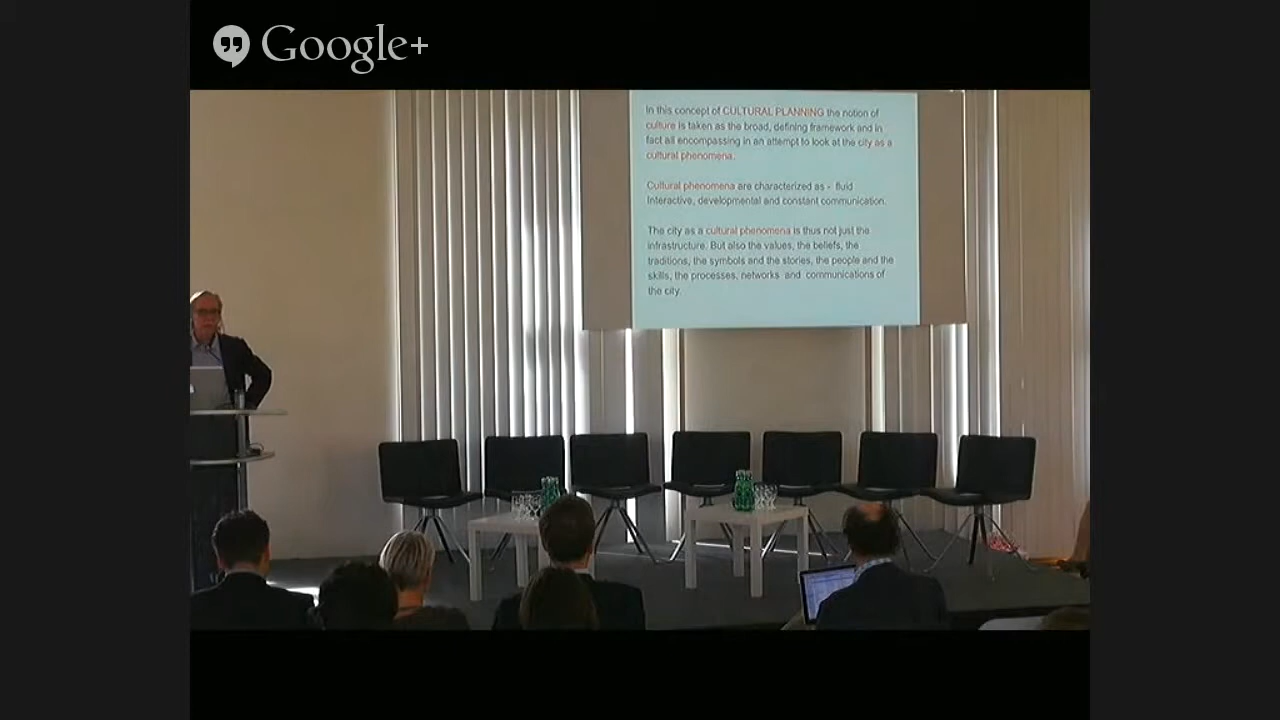 Google+
In this concept of CULTURAL PLANNING the notion of
culture is taken as the broad, defining framework and in
fact all encompassing in an attempt to look at the city as a
cultural phenomena.
Cultural phenomena are characterized as - fluid
Interactive, developmental and constant communication.
The city as a cultural phenomena is thus not just the
infrastructure. But also the values, the beliefs, the
traditions, the symbols and the stories, the people and the
skills, the processes, networks and communications of
the city.